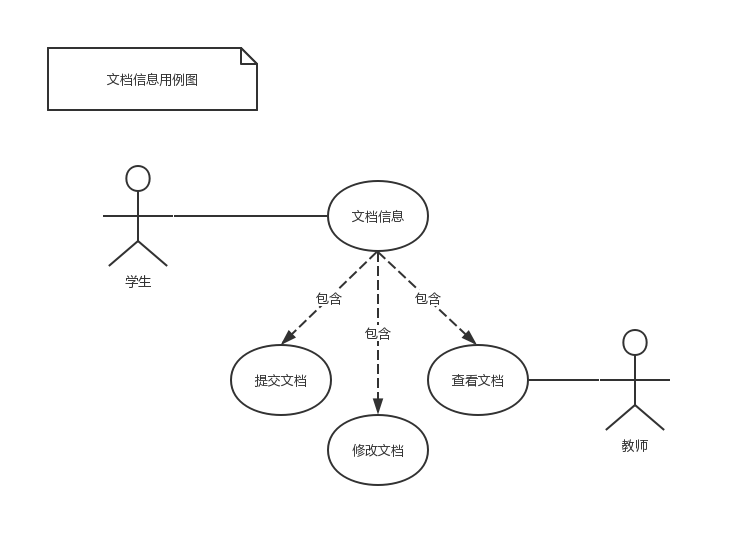 文档信息用例图
文档信息
学生
包含
包含
包含
提交文档
查看文档
修改文档
教师